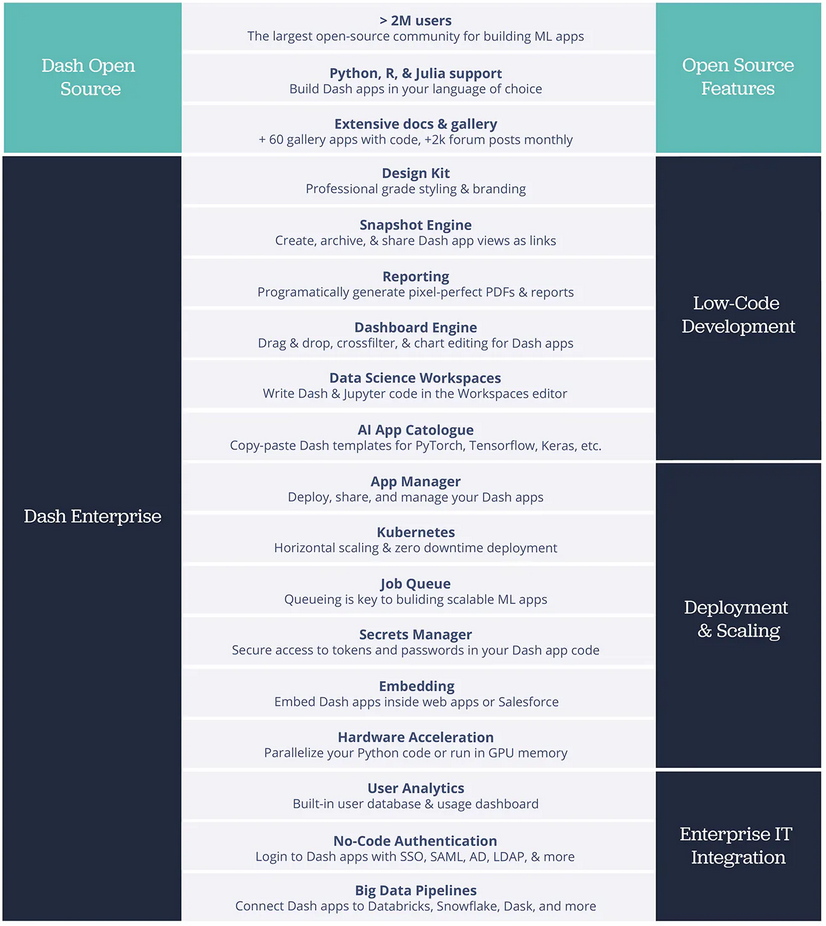 Dash Open
Source
> 2M users
The largest open-source community for building ML apps
Python, R, & Julia support
Build Dash apps in your language of choice
Extensive docs & gallery
+ 60 gallery apps with code, +2k forum posts monthly
Open Source
Features
Dash Enterprise
Design Kit
Professional grade styling & branding
Snapshot Engine
Create, archive, & share Dash app views as links
Reporting
Programatically generate pixel-perfect PDFs & reports
Dashboard Engine
Drag & drop, crossfilter, & chart editing for Dash apps
Data Science Workspaces
Write Dash & Jupyter code in the Workspaces editor
AI App Catologue
Copy-paste Dash templates for PyTorch, Tensorflow, Keras, etc.
Low-Code
Development
App Manager
Deploy, share, and manage your Dash apps
Kubernetes
Horizontal scaling & zero downtime deployment
Job Queue
Queueing is key to buliding scalable ML apps
Secrets Manager
Secure access to tokens and passwords in your Dash app code
Embedding
Embed Dash apps inside web apps or Salesforce
Hardware Acceleration
Parallelize your Python code or run in GPU memory
Deployment
& Scaling
User Analytics
Built-in user database & usage dashboard
No-Code Authentication
Login to Dash apps with SSO, SAML, AD, LDAP, & more
Big Data Pipelines
Connect Dash apps to Databricks, Snowflake, Dask, and more
Enterprise IT
Integration